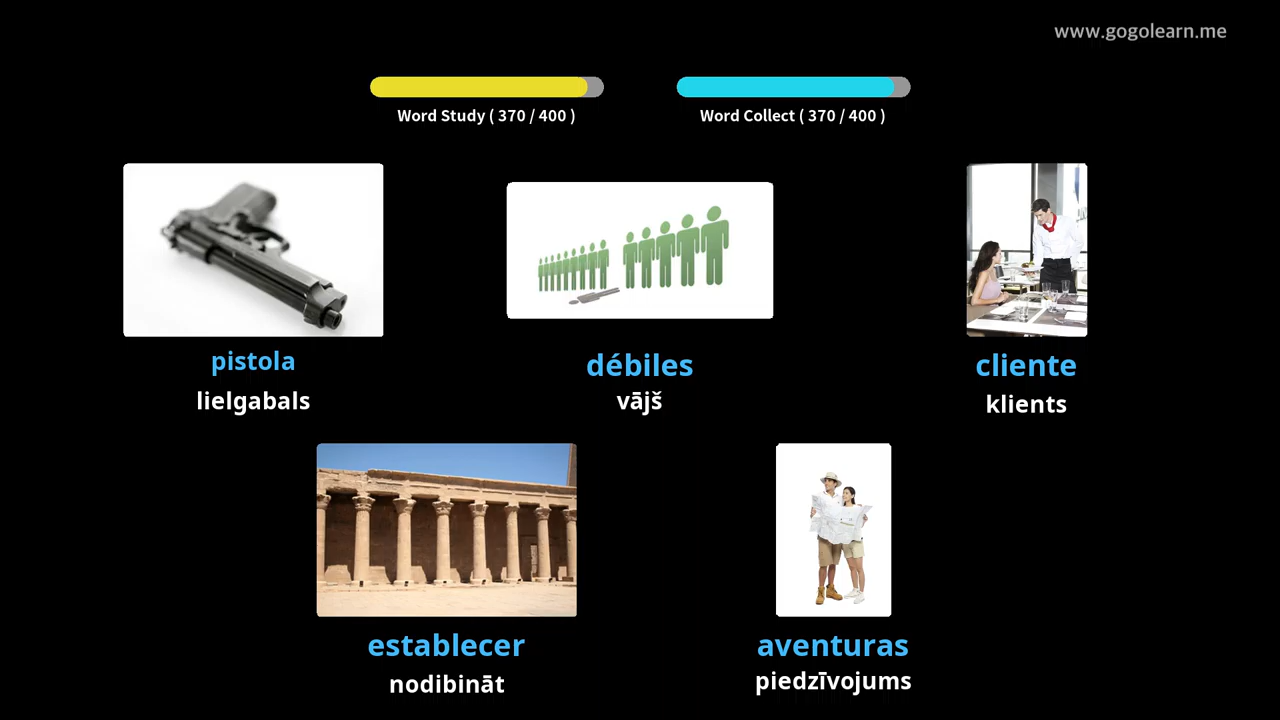 www.gogolearn.me
Word Study ( 370 / 400 )
Word Collect ( 370 / 400 )
pistola
lielgabals
débiles
vājš
cliente
klients
establecer
nodibināt
aventuras
piedzīvojums